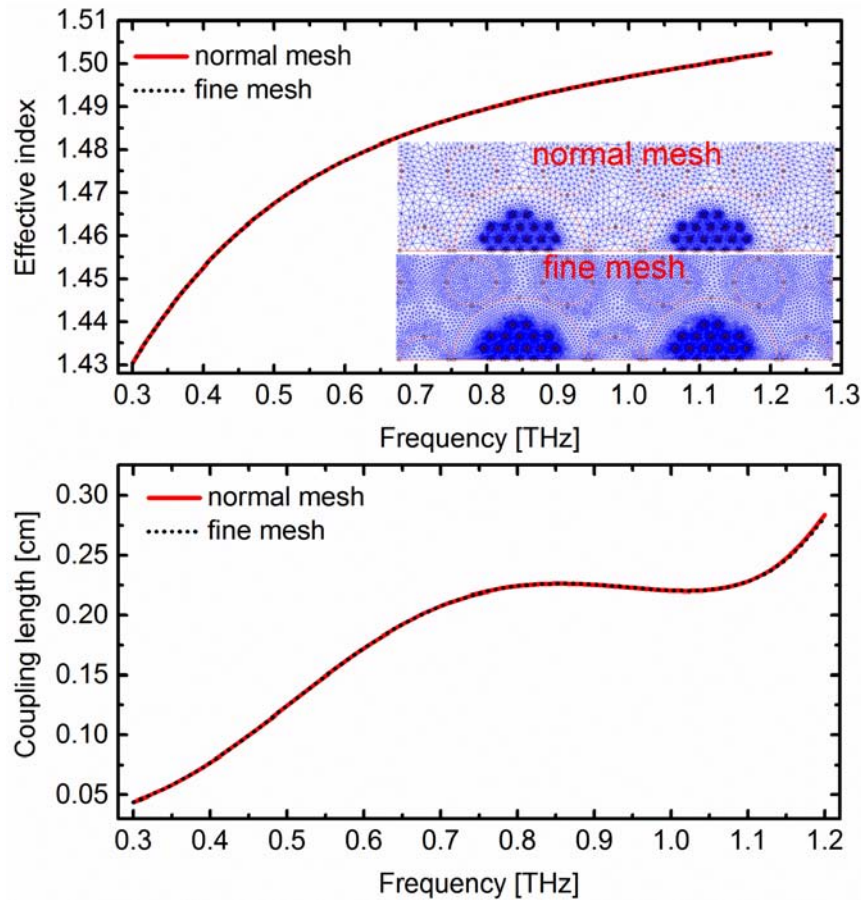 1.51
1.50
1.49
1.48
1.47
1.46
1.45
1.44
1.43
Effective index
normal mesh
fine mesh
normal mesh
fine mesh
0.3 0.4 0.5 0.6 0.7 0.8 0.9 1.0 1.1 1.2 1.3
Frequency [THz]
0.30
0.25
0.20
0.15
0.10
0.05
Coupling length [cm]
normal mesh
fine mesh
0.3 0.4 0.5 0.6 0.7 0.8 0.9 1.0 1.1 1.2
Frequency [THz]